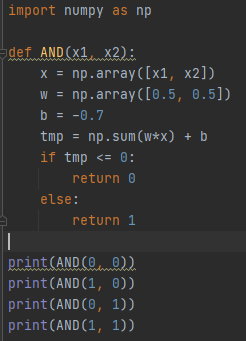 import numpy as np
def AND(x1, x2):
    x = np.array([x1, x2])
    w = np.array([0.5, 0.5])
    b = -0.7
    tmp = np.sum(w*x) + b
    if tmp <= 0:
        return 0
    else:
        return 1
print(AND(0, 0))
print(AND(1, 0))
print(AND(0, 1))
print(AND(1, 1))